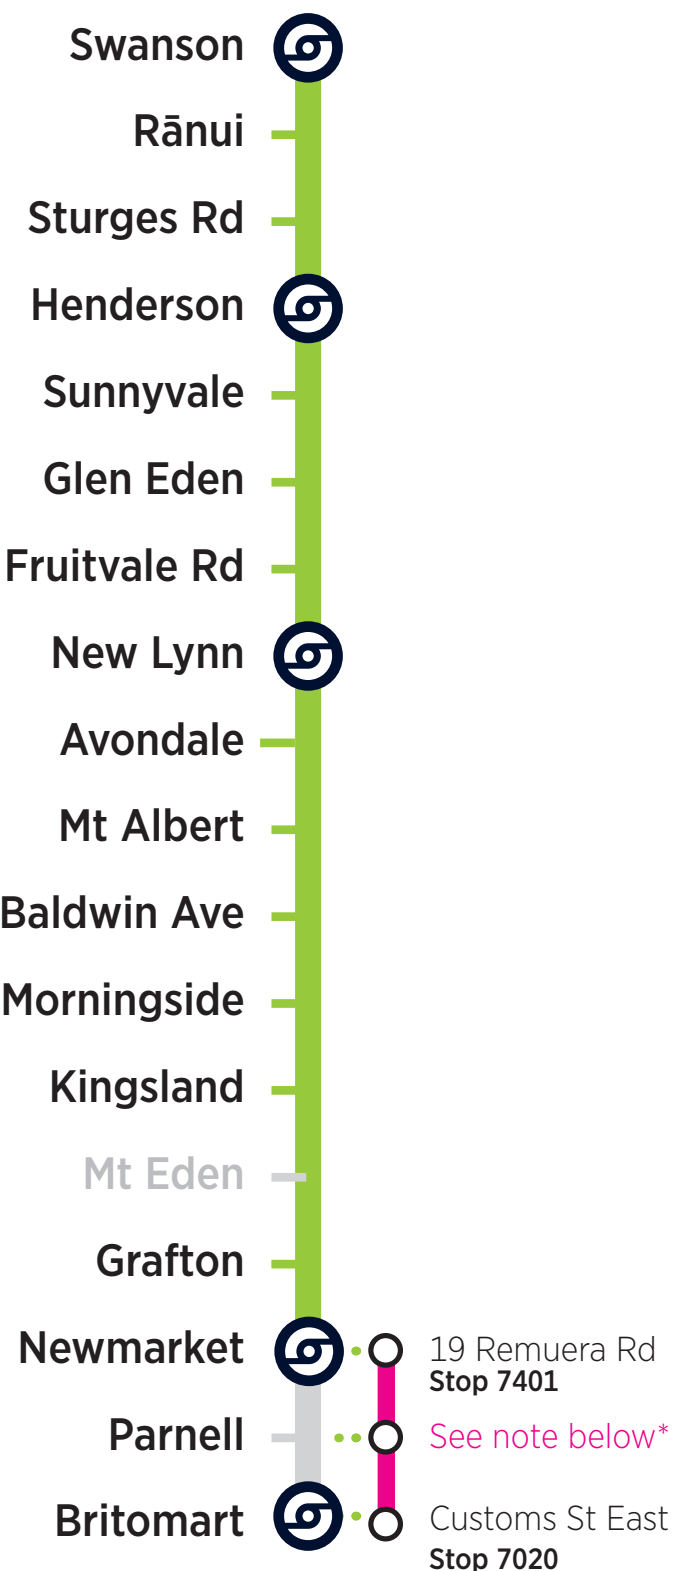 Swanson
Rānui
Sturges Rd
Henderson
Sunnyvale
Glen Eden
Fruitvale Rd
New Lynn
Avondale
Mt Albert
Baldwin Ave
Morningside
Kingsland
Mt Eden
Grafton
Newmarket
19 Remuera Rd
Stop 7401
Parnell
See note below*
Britomart
Customs St East
Stop 7020